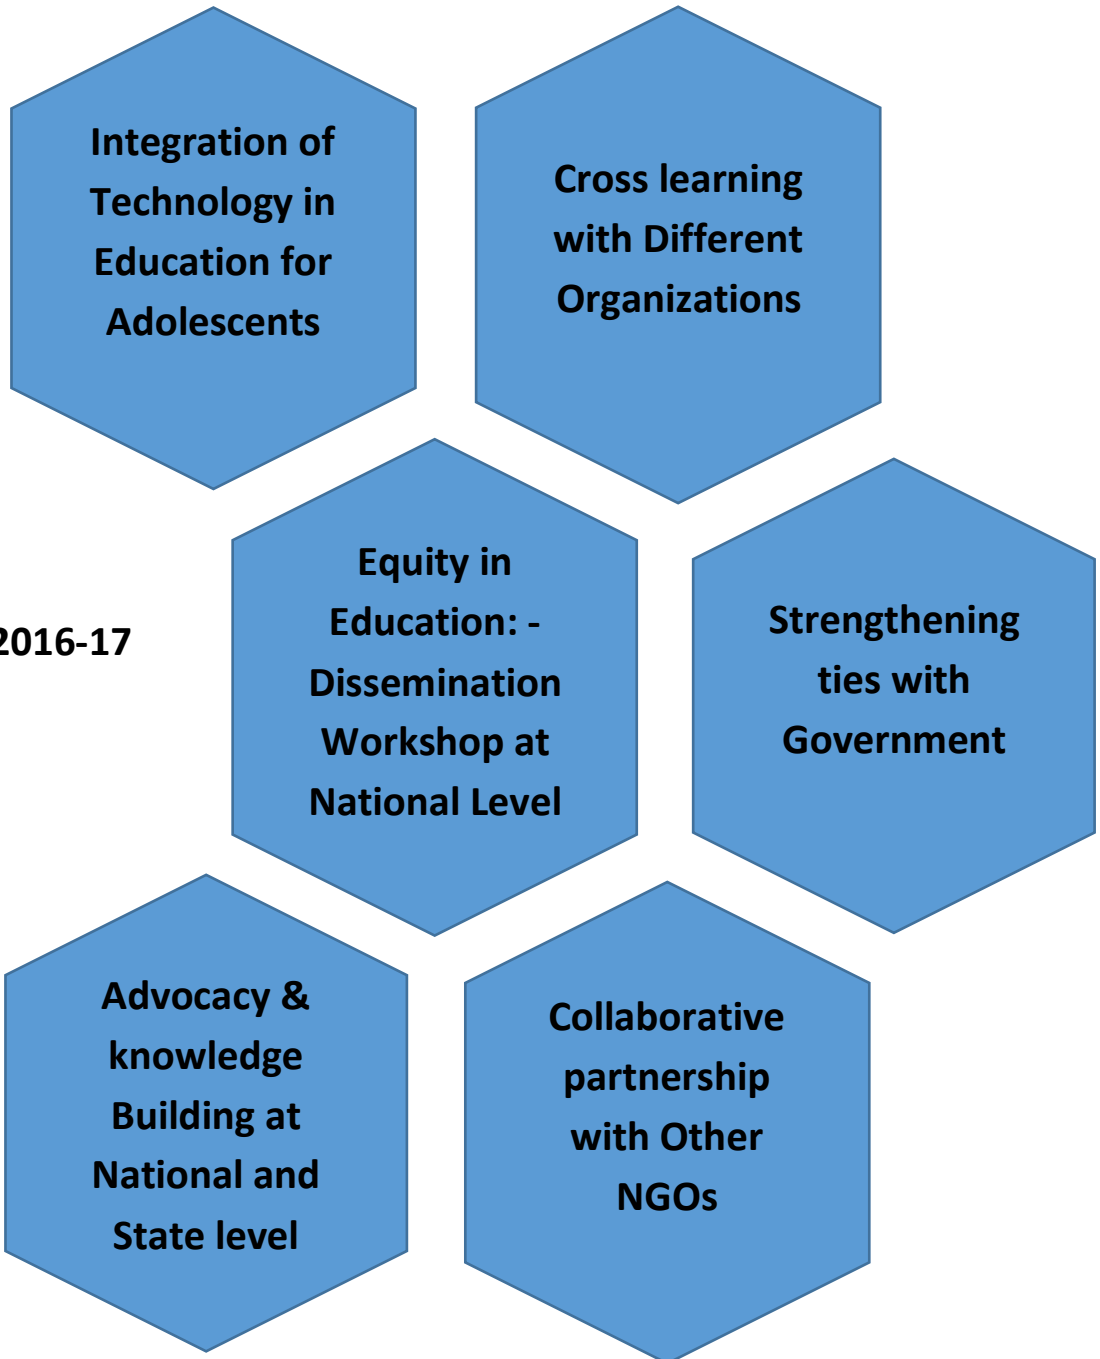 Integration of
Technology in
Education for
Adolescents
Cross learning
with Different
Organizations
2016-17
Equity in
Education: -
Dissemination
Workshop at
National Level
Strengthening
ties with
Government
Advocacy &
knowledge
Building at
National and
State level
Collaborative
partnership
with Other
NGOs